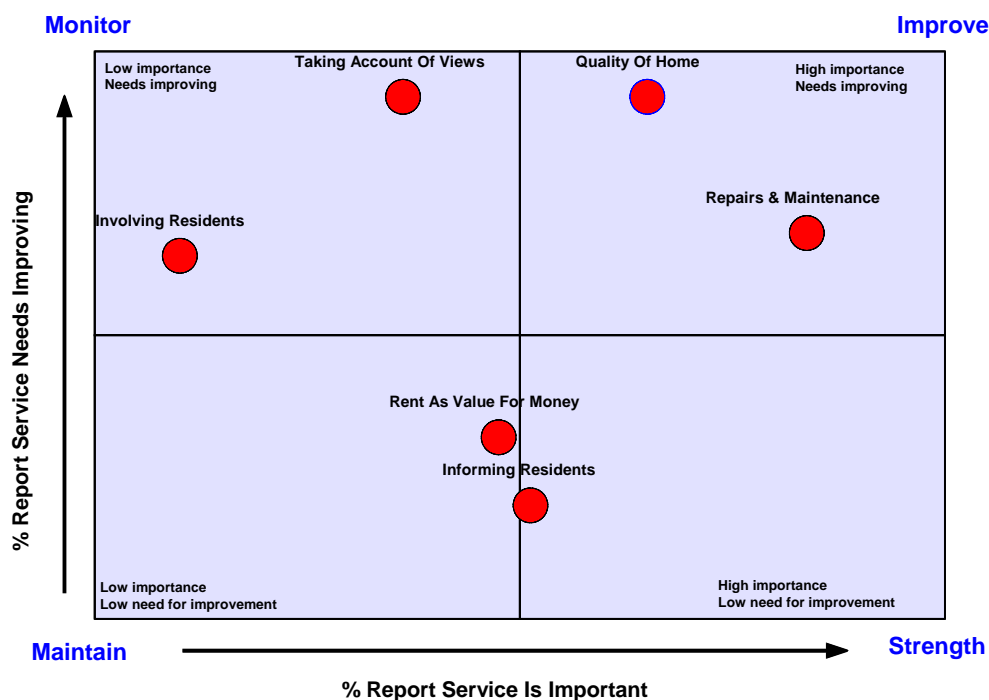 Monitor
Improve
Low importance
Needs improving
Taking Account Of Views
Quality Of Home
High importance
Needs improving
Repairs & Maintenance
Involving Residents
% Report Service Needs Improving
Rent As Value For Money
Informing Residents
Low importance
Low need for improvement
High importance
Low need for improvement
Maintain
Strength
% Report Service Is Important